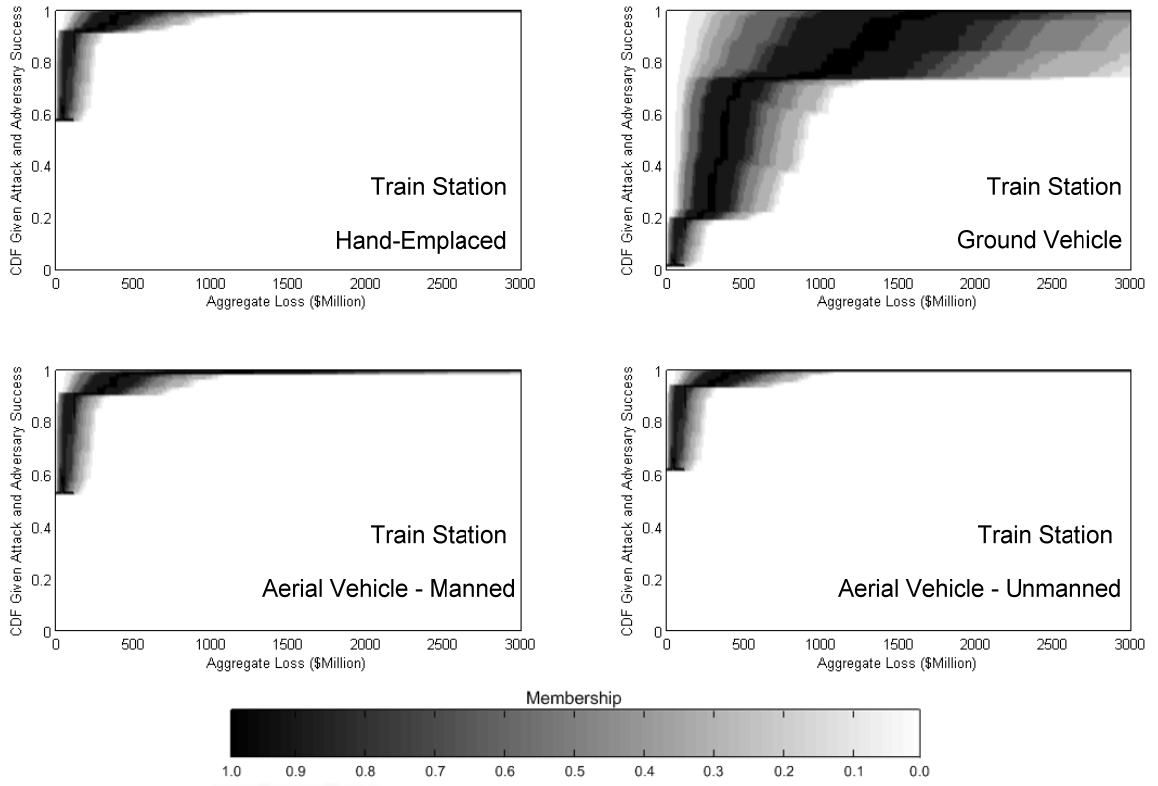 CDF Given Attack and Adversary Success
1
0.8
0.6
0.4
0.2
0
Train Station
Hand-Emplaced
0 500 1000 1500 2000 2500 3000
Aggregate Loss ($Million)
CDF Given Attack and Adversary Success
1
0.8
0.6
0.4
0.2
0
Train Station
Ground Vehicle
0 500 1000 1500 2000 2500 3000
Aggregate Loss ($Million)
CDF Given Attack and Adversary Success
1
0.8
0.6
0.4
0.2
0
Train Station
Aerial Vehicle - Manned
0 500 1000 1500 2000 2500 3000
Aggregate Loss ($Million)
CDF Given Attack and Adversary Success
1
0.8
0.6
0.4
0.2
0
Train Station
Aerial Vehicle - Unmanned
0 500 1000 1500 2000 2500 3000
Aggregate Loss ($Million)
Membership
1.0 0.9 0.8 0.7 0.6 0.5 0.4 0.3 0.2 0.1 0.0